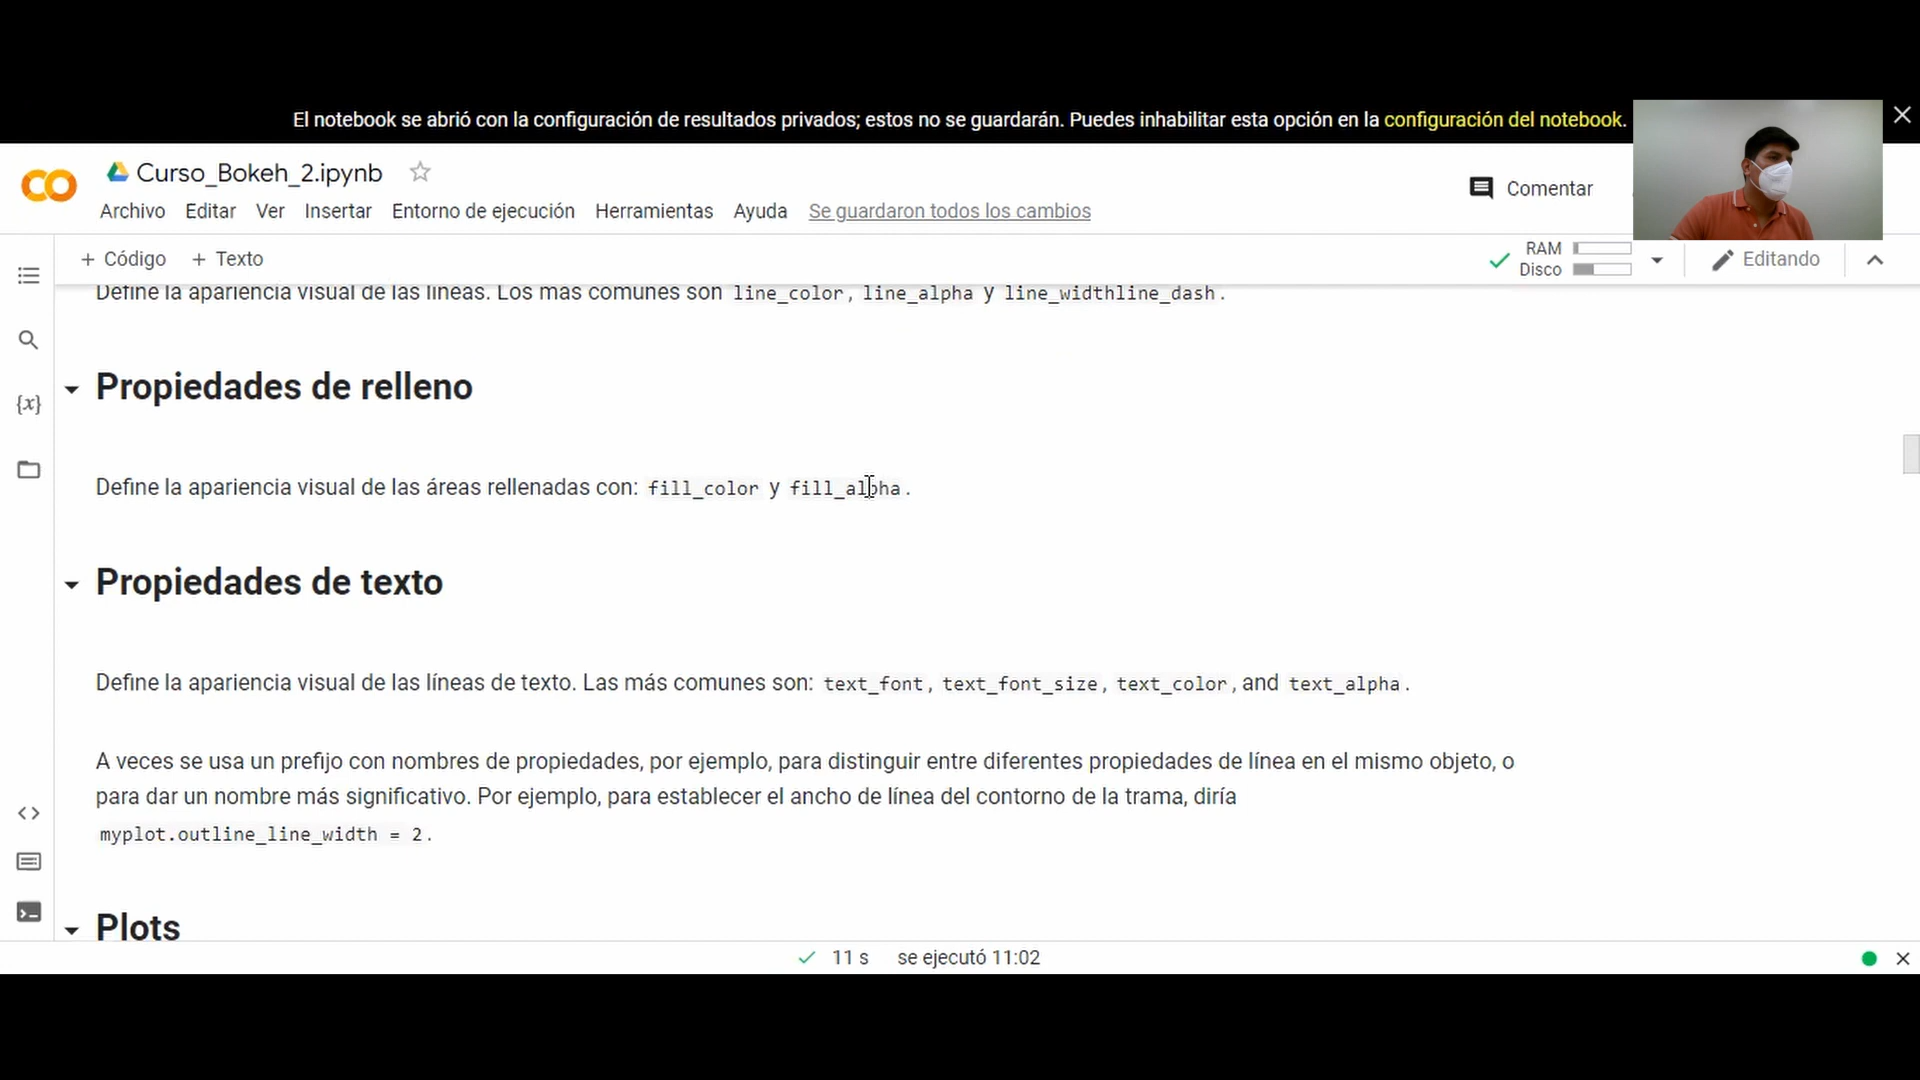 El notebook se abrió con la configuración de resultados privados; estos no se guardarán. Puedes inhabilitar esta opción en la configuración del notebook.
Curso_Bokeh_2.ipynb
Comentar
Archivo Editar Ver Insertar Entorno de ejecución Herramientas Ayuda Se guardaron todos los cambios
+ Código + Texto
RAM
Disco
Editando
Define la apariencia visual de las líneas. Los más comunes son line_color, line_alpha y line_widthline_dash.
Propiedades de relleno
{x}
Define la apariencia visual de las áreas rellenadas con: fill_color y fill_alpha.
Propiedades de texto
Define la apariencia visual de las líneas de texto. Las más comunes son: text_font, text_font_size, text_color, and text_alpha.
A veces se usa un prefijo con nombres de propiedades, por ejemplo, para distinguir entre diferentes propiedades de línea en el mismo objeto, o
para dar un nombre más significativo. Por ejemplo, para establecer el ancho de línea del contorno de la trama, diría
myplot.outline_line_width = 2.
Plots
11 s se ejecutó 11:02